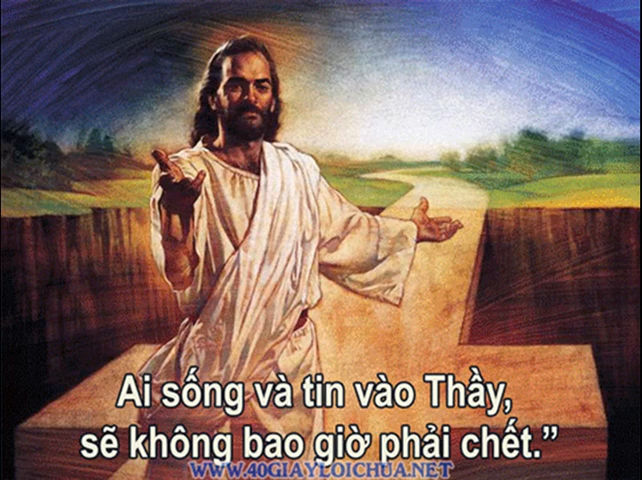 Ai sống và tin vào Thầy,
sẽ không bao giờ phải chết.”
WWW.40GIAYLOICHUA.NET